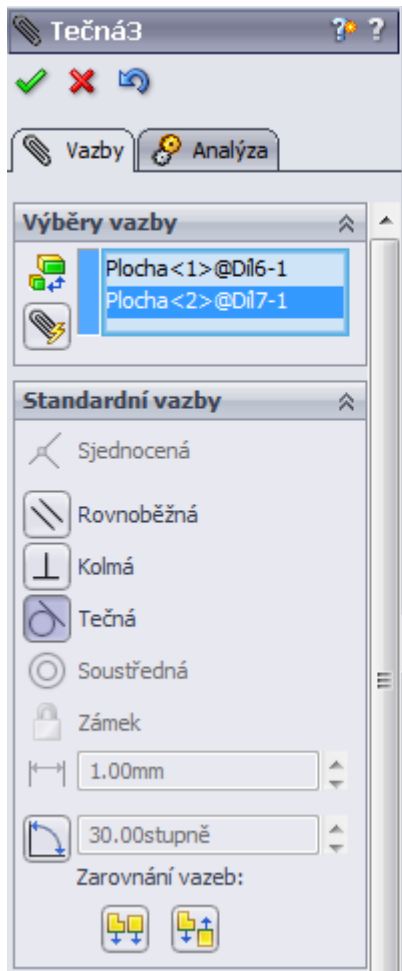 Tečná3
Vazby
Analýza
Výběry vazby
Plocha<1>@Díl6-1
Plocha<2>@Díl7-1
Standardní vazby
Sjednocená
Rovnoběžná
Kolmá
Tečná
Soustředná
Zámek
1.00mm
30.00stupně
Zarovnání vazeb: